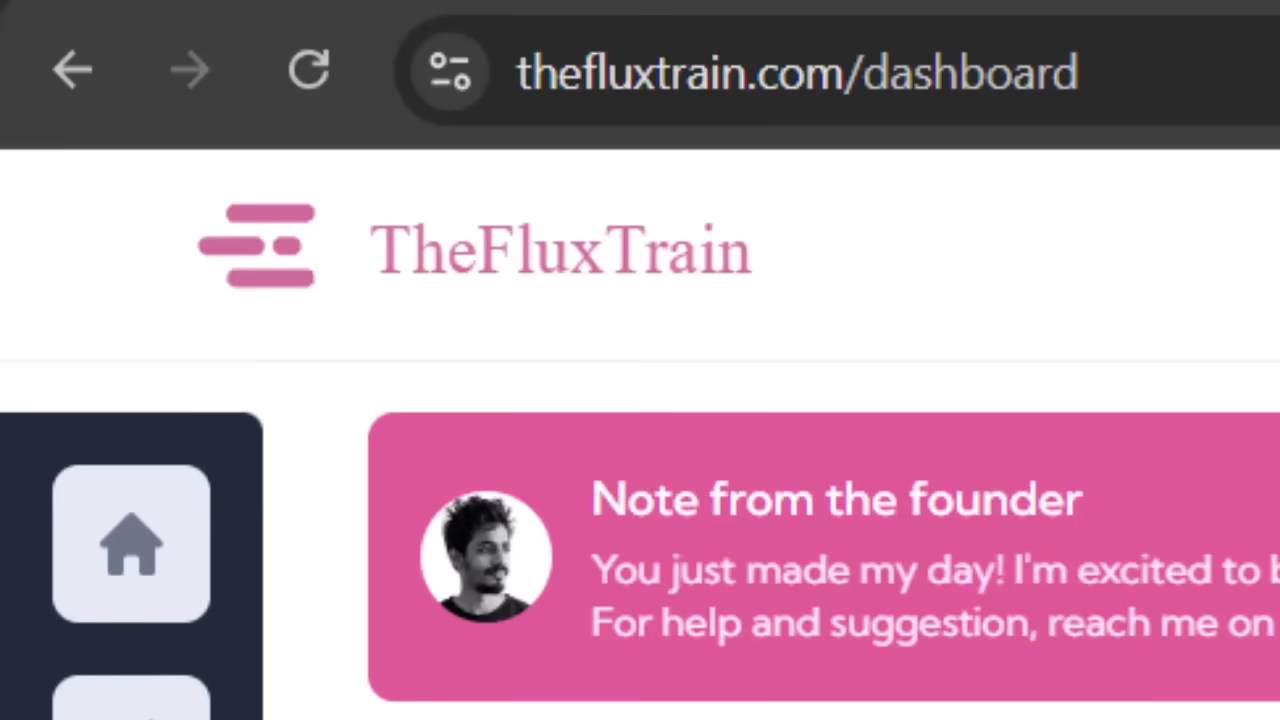 thefluxtrain.com/dashboard
TheFluxTrain
Note from the founder
You just made my day! I'm excited to
For help and suggestion, reach me on